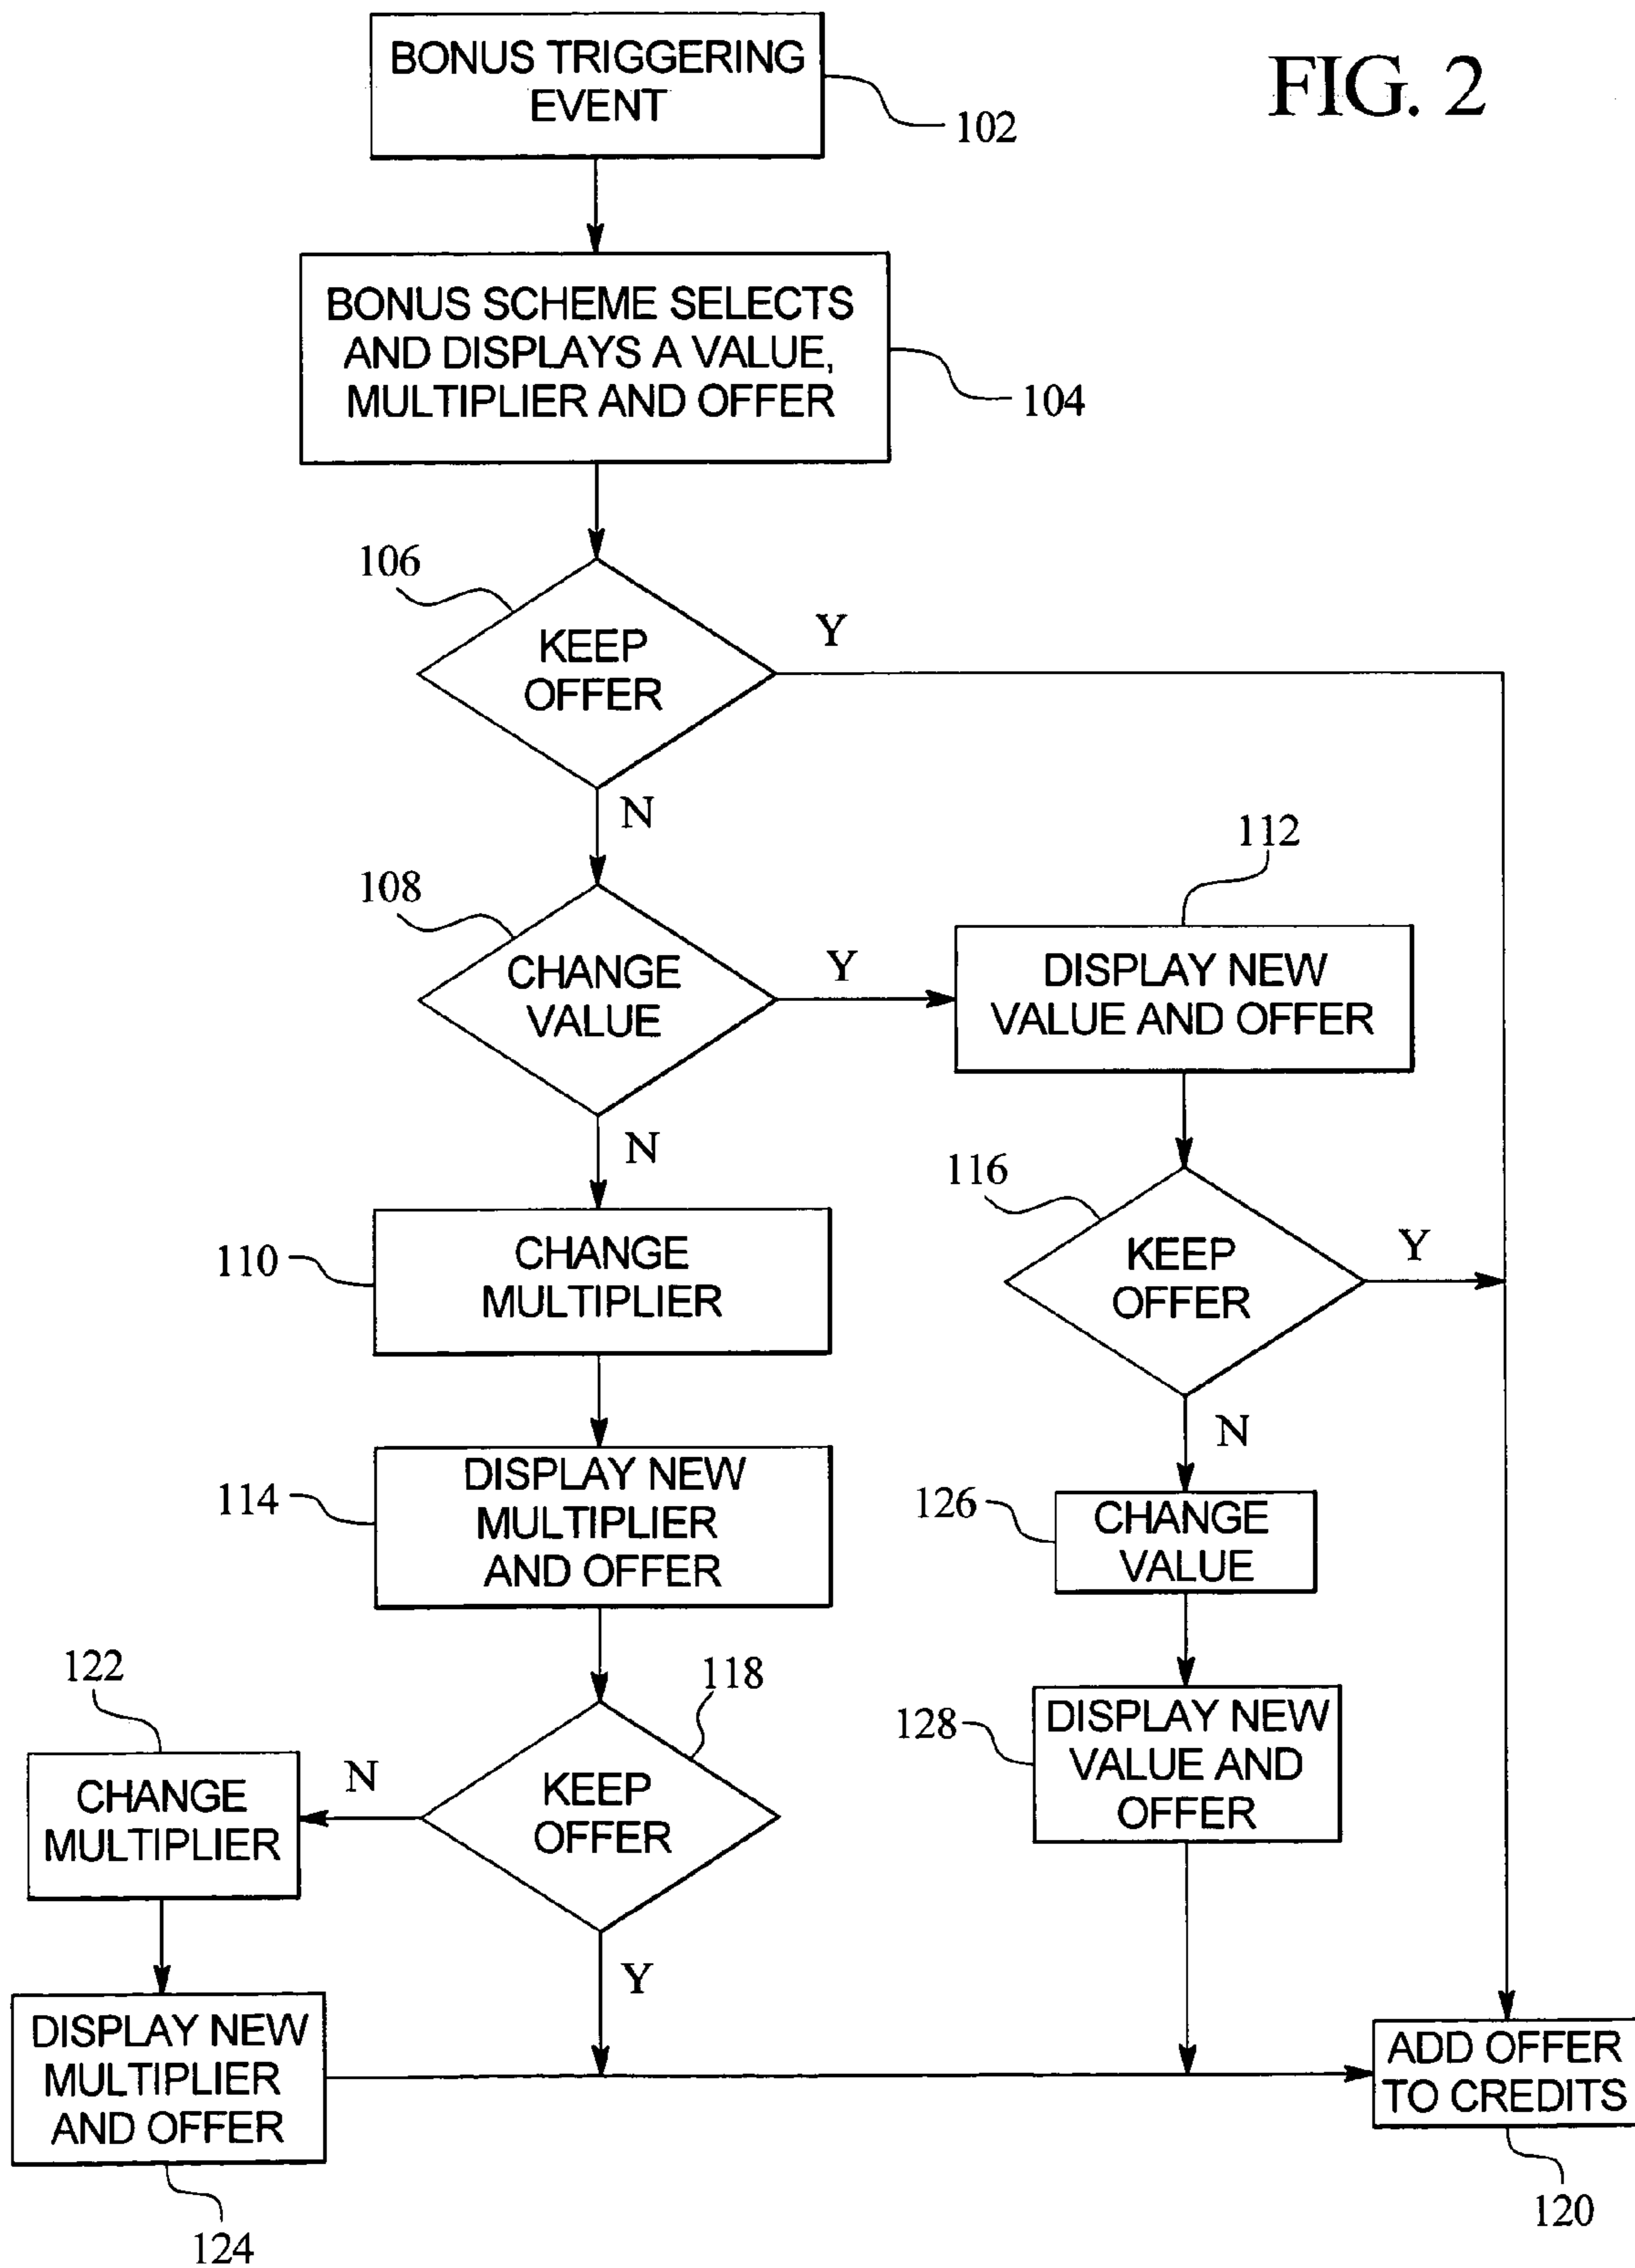 FIG. 2
BONUS TRIGGERING
EVENT
102
BONUS SCHEME SELECTS
AND DISPLAYS A VALUE,
MULTIPLIER AND OFFER
104
106
KEEP
OFFER
Y
N
108
CHANGE
VALUE
Y
N
112
DISPLAY NEW
VALUE AND OFFER
116
KEEP
OFFER
Y
N
110
CHANGE
MULTIPLIER
114
DISPLAY NEW
MULTIPLIER
AND OFFER
126
CHANGE
VALUE
128
DISPLAY NEW
VALUE AND
OFFER
118
KEEP
OFFER
N
Y
122
CHANGE
MULTIPLIER
DISPLAY NEW
MULTIPLIER
AND OFFER
124
ADD OFFER
TO CREDITS
120